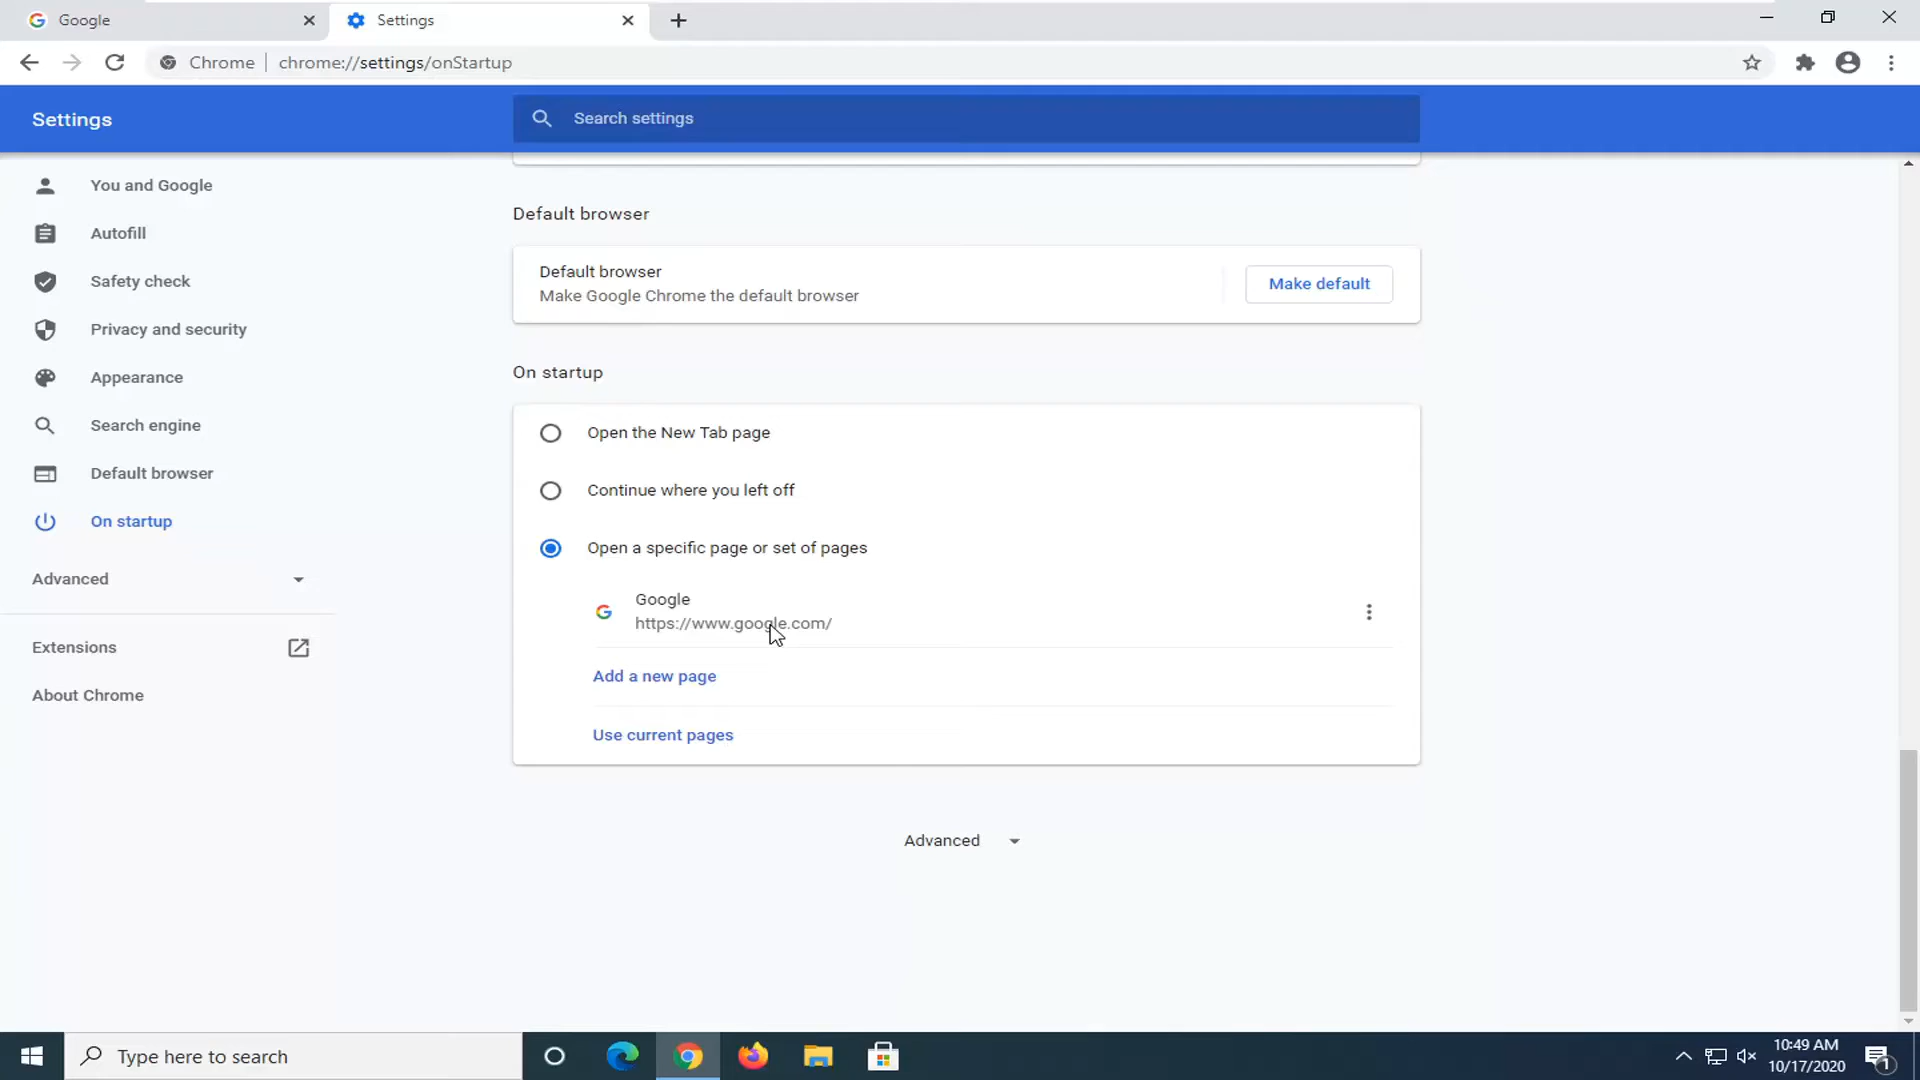 Google
Settings
Chrome
chrome://settings/onStartup
Settings
Search settings
You and Google
Autofill
Safety check
Privacy and security
Appearance
Search engine
Default browser
On startup
Advanced
Extensions
About Chrome
Default browser
Default browser
Make Google Chrome the default browser
Make default
On startup
Open the New Tab page
Continue where you left off
Open a specific page or set of pages
Google
https://www.google.com/
Add a new page
Use current pages
Advanced
Type here to search
10:49 AM
10/17/2020
1